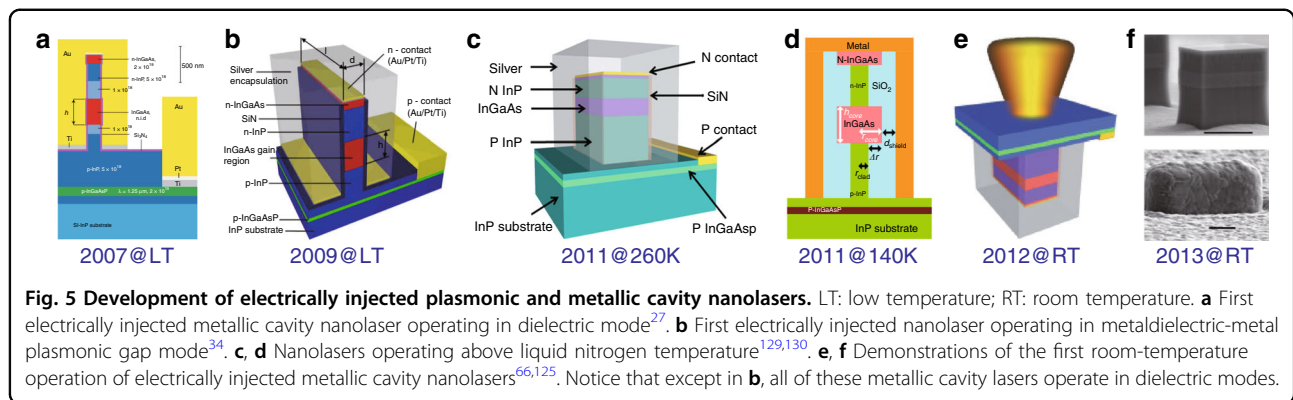 a
Au
n-InGaAs,
2 × 10¹⁹
n-InP, 5 × 10¹⁸
1 × 10¹⁸
500 nm
h
InGaAs,
n.i.d
1 × 10¹⁸
Si₃N₄
Ti
Au
Pt
Ti
p-InP, 5 × 10¹⁸
p-InGaAsP λ = 1.25 μm, 2 × 10¹⁹
SI-InP substrate
2007@LT
b
l
d
n - contact
(Au/Pt/Ti)
Silver
encapsulation
p - contact
(Au/Pt/Ti)
n-InGaAs
SiN
n-InP
h
InGaAs gain
region
p-InP
p-InGaAsP
InP substrate
2009@LT
c
Silver
N InP
InGaAs
P InP
N contact
SiN
P contact
InP substrate
P InGaAsp
2011@260K
d
Metal
N-InGaAs
n-InP
SiO₂
h core
InGaAs
r core
d shield
Δr
r clad
p-InP
P-InGaAsP
InP substrate
2011@140K
e
2012@RT
f
2013@RT
Fig. 5 Development of electrically injected plasmonic and metallic cavity nanolasers. LT: low temperature; RT: room temperature. a First
electrically injected metallic cavity nanolaser operating in dielectric mode²⁷. b First electrically injected nanolaser operating in metaldielectric-metal
plasmonic gap mode³⁴. c, d Nanolasers operating above liquid nitrogen temperature¹²⁹,¹³⁰. e, f Demonstrations of the first room-temperature
operation of electrically injected metallic cavity nanolasers⁶⁶,¹²⁵. Notice that except in b, all of these metallic cavity lasers operate in dielectric modes.